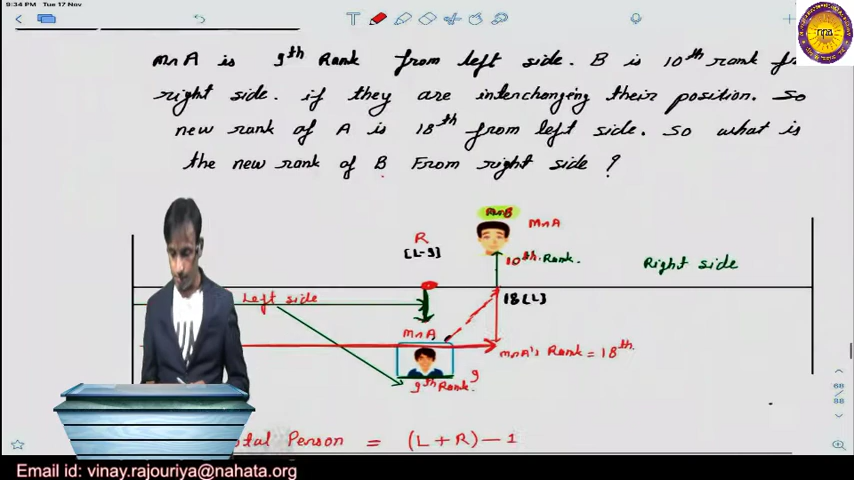 9:34 PM Tue 17 Nov
MnA is 9th Rank from left side. B is 10th rank
right side. if they are interchanging their position. So
new rank of A is 18th from left side. So what is
the new rank of B From right side ?
MnB
MnA
R
[L-9]
10th Rank.
Right side
Left side
18[L]
MnA
MnA's Rank = 18th.
9th Rank 9
Person = (L + R) - 1
68
88
Email id: vinay.rajouriya@nahata.org